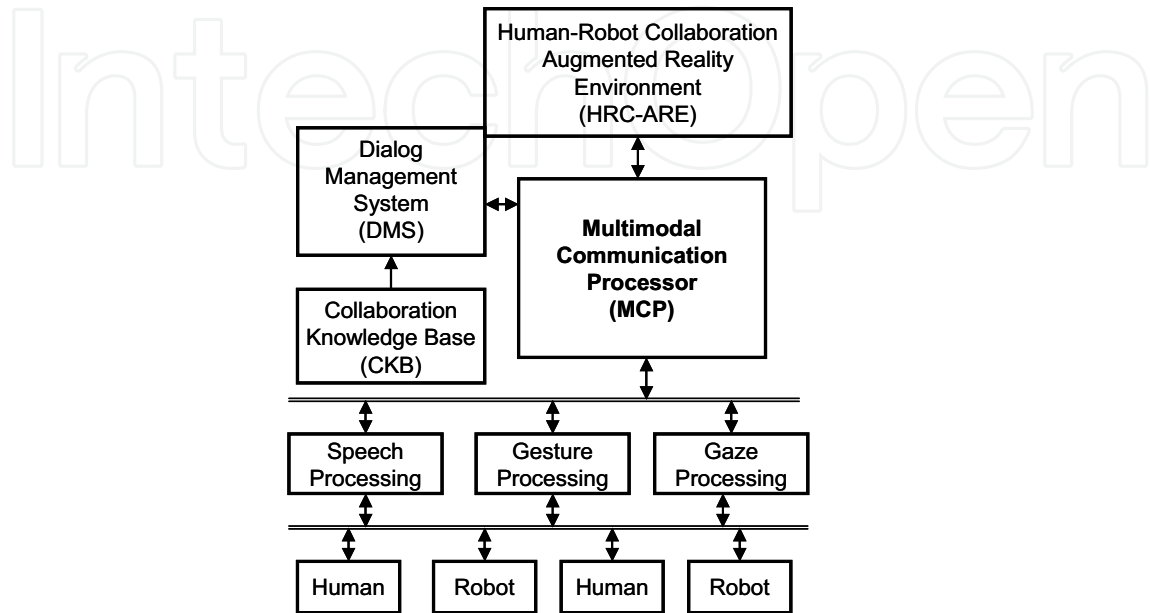 IntechOpen
Human-Robot Collaboration
Augmented Reality
Environment
(HRC-ARE)
Dialog
Management
System
(DMS)
Multimodal
Communication
Processor
(MCP)
Collaboration
Knowledge Base
(CKB)
Speech
Processing
Gesture
Processing
Gaze
Processing
Human
Robot
Human
Robot